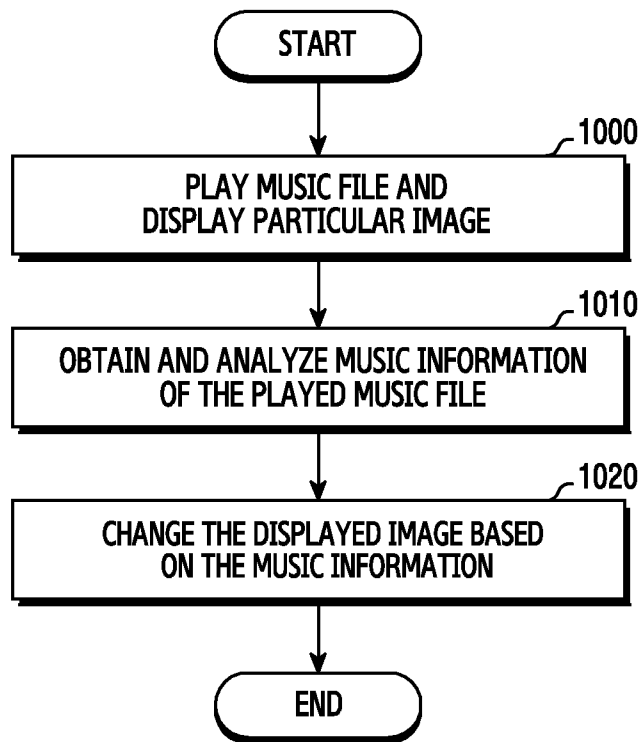 START
1000
PLAY MUSIC FILE AND
DISPLAY PARTICULAR IMAGE
1010
OBTAIN AND ANALYZE MUSIC INFORMATION
OF THE PLAYED MUSIC FILE
1020
CHANGE THE DISPLAYED IMAGE BASED
ON THE MUSIC INFORMATION
END